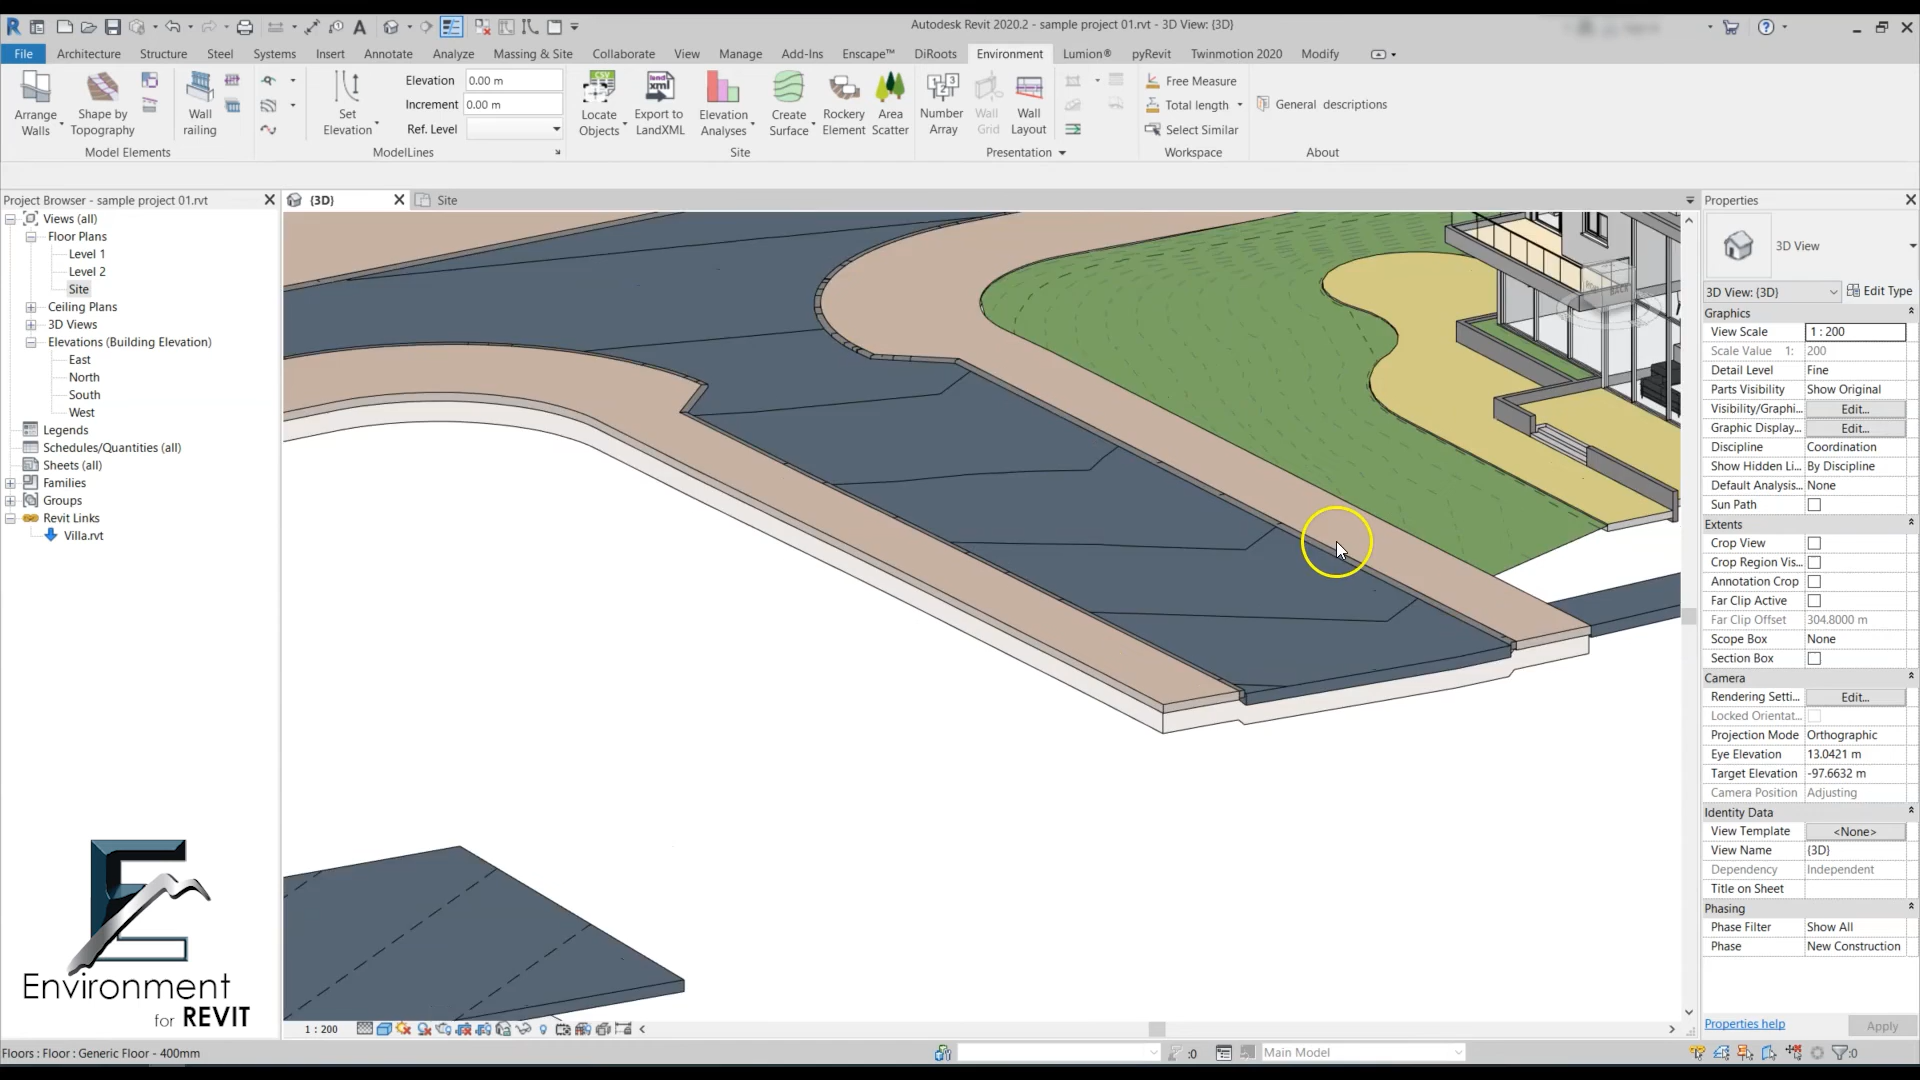 Autodesk Revit 2020.2 - sample project 01.rvt - 3D View: {3D}
File Architecture Structure Steel Systems Insert Annotate Analyze Massing & Site Collaborate View Manage Add-Ins Enscape™ DiRoots Environment Lumion® pyRevit Twinmotion 2020 Modify
Arrange Walls
Shape by Topography
Wall railing
Set Elevation
Elevation 0.00 m
Increment 0.00 m
Ref. Level
Locate Objects
Export to LandXML
Elevation Analyses
Create Surface
Rockery Element
Area Scatter
Number Array
Wall Grid
Wall Layout
Free Measure
Total length
Select Similar
General descriptions
Model Elements ModelLines Site Presentation Workspace About
Project Browser - sample project 01.rvt
{3D} Site
Views (all)
Floor Plans
Level 1
Level 2
Site
Ceiling Plans
3D Views
Elevations (Building Elevation)
East
North
South
West
Legends
Schedules/Quantities (all)
Sheets (all)
Families
Groups
Revit Links
Villa.rvt
Environment
for REVIT
BACK
Properties
3D View
3D View: {3D} Edit Type
Graphics
View Scale 1 : 200
Scale Value 1: 200
Detail Level Fine
Parts Visibility Show Original
Visibility/Graphi... Edit...
Graphic Display... Edit...
Discipline Coordination
Show Hidden Li... By Discipline
Default Analysis... None
Sun Path
Extents
Crop View
Crop Region Vis...
Annotation Crop
Far Clip Active
Far Clip Offset 304.8000 m
Scope Box None
Section Box
Camera
Rendering Setti... Edit...
Locked Orientat...
Projection Mode Orthographic
Eye Elevation 13.0421 m
Target Elevation -97.6632 m
Camera Position Adjusting
Identity Data
View Template <None>
View Name {3D}
Dependency Independent
Title on Sheet
Phasing
Phase Filter Show All
Phase New Construction
Properties help Apply
1 : 200
Floors : Floor : Generic Floor - 400mm
:0
Main Model
:0